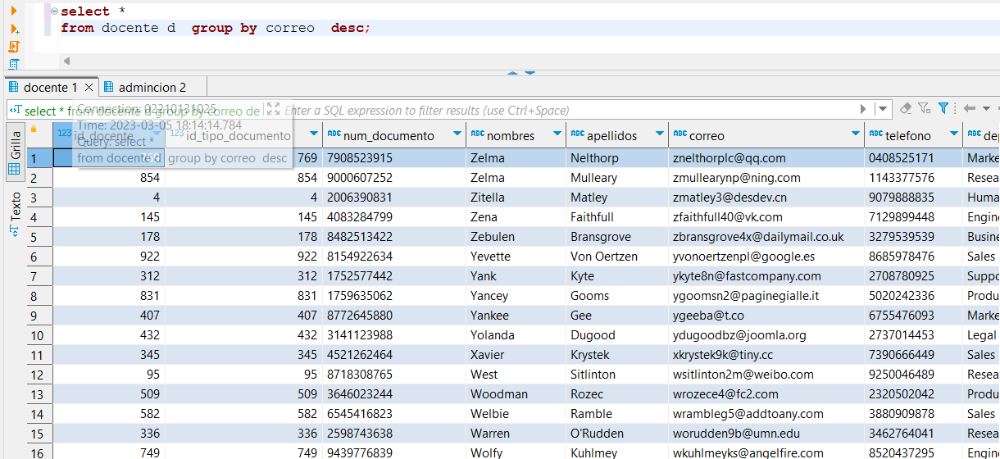 select *
from docente d  group by correo  desc;
docente 1 admincion 2
select * from docente d group by correo de Enter a SQL expression to filter results (use Ctrl+Space)
Connection: 02210131025
Time: 2023-03-05 18:14:14.784
Query: select *
from docente d  group by correo  desc
Grilla
Texto
123 id_docente 123 id_tipo_documento ABC num_documento ABC nombres ABC apellidos ABC correo ABC telefono ABC dep
1 769 7908523915 Zelma Nelthorp znelthorplc@qq.com 0408525171 Marke
2 854 854 9000607252 Zelma Mulleary zmullearynp@ning.com 1143377576 Resea
3 4 4 2006390831 Zitella Matley zmatley3@desdev.cn 9079888835 Huma
4 145 145 4083284799 Zena Faithfull zfaithfull40@vk.com 7129899448 Engin
5 178 178 8482513422 Zebulen Bransgrove zbransgrove4x@dailymail.co.uk 3279539539 Busine
6 922 922 8154922634 Yevette Von Oertzen yvonoertzenpl@google.es 8685978476 Sales
7 312 312 1752577442 Yank Kyte ykyte8n@fastcompany.com 2708780925 Suppo
8 831 831 1759635062 Yancey Gooms ygoomsn2@paginegialle.it 5020242336 Produ
9 407 407 8772645880 Yankee Gee ygeeba@t.co 6755476093 Marke
10 432 432 3141123988 Yolanda Dugood ydugoodbz@joomla.org 2737014453 Legal
11 345 345 4521262464 Xavier Krystek xkrystek9k@tiny.cc 7390666449 Sales
12 95 95 8718308765 West Sitlinton wsitlinton2m@weibo.com 9250046489 Resea
13 509 509 3646023244 Woodman Rozec wrozece4@fc2.com 2320502042 Produ
14 582 582 6545416823 Welbie Ramble wrambleg5@addtoany.com 3880909878 Sales
15 336 336 2598743638 Warren O'Rudden worudden9b@umn.edu 3462764041 Resea
16 749 749 9439776839 Wolfy Kuhlmey wkuhlmeyks@angelfire.com 8520437295 Engin